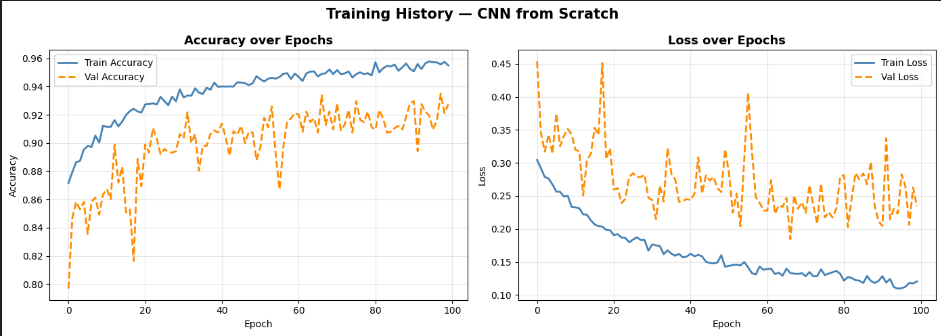 Training History — CNN from Scratch
Accuracy over Epochs
Train Accuracy
Val Accuracy
0.96
0.94
0.92
0.90
0.88
0.86
0.84
0.82
0.80
Accuracy
0
20
40
60
80
100
Epoch
Loss over Epochs
Train Loss
Val Loss
0.45
0.40
0.35
0.30
0.25
0.20
0.15
0.10
Loss
0
20
40
60
80
100
Epoch